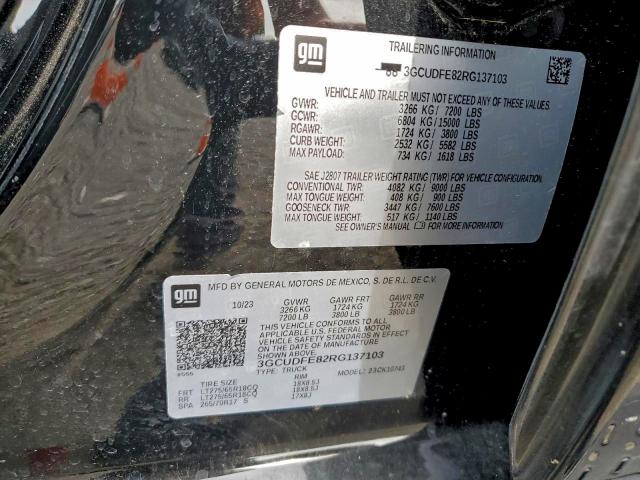 gm
TRAILERING INFORMATION
3GCUDFE82RG137103
VEHICLE AND TRAILER MUST NOT EXCEED ANY OF THESE VALUES.
GVWR: 3266 KG/ 7200 LBS
GCWR: 6804 KG/15000 LBS
RGAWR: 1724 KG/ 3800 LBS
CURB WEIGHT: 2532 KG/ 5582 LBS
MAX PAYLOAD: 734 KG/ 1618 LBS
SAE J2807 TRAILER WEIGHT RATING (TWR) FOR VEHICLE CONFIGURATION.
CONVENTIONAL TWR: 4082 KG/ 9000 LBS
MAX TONGUE WEIGHT: 408 KG/ 900 LBS
GOOSENECK TWR: 3447 KG/ 7600 LBS
MAX TONGUE WEIGHT: 517 KG/ 1140 LBS
SEE OWNER'S MANUAL FOR MORE INFORMATION
gm
MFD BY GENERAL MOTORS DE MEXICO, S. DE R.L. DE C.V.
10/23 GVWR GAWR FRT GAWR RR
3266 KG 1724 KG 1724 KG
7200 LB 3800 LB 3800 LB
THIS VEHICLE CONFORMS TO ALL
APPLICABLE U.S. FEDERAL MOTOR
VEHICLE SAFETY STANDARDS IN EFFECT
ON THE DATE OF MANUFACTURE
SHOWN ABOVE.
3GCUDFE82RG137103
TYPE: TRUCK MODEL: 23CK10743
TIRE SIZE RIM
FRT LT275/65R18CQ 18X8.5J
RR LT275/65R18CQ 18X8.5J
SPA 265/70R17 S 17X8J